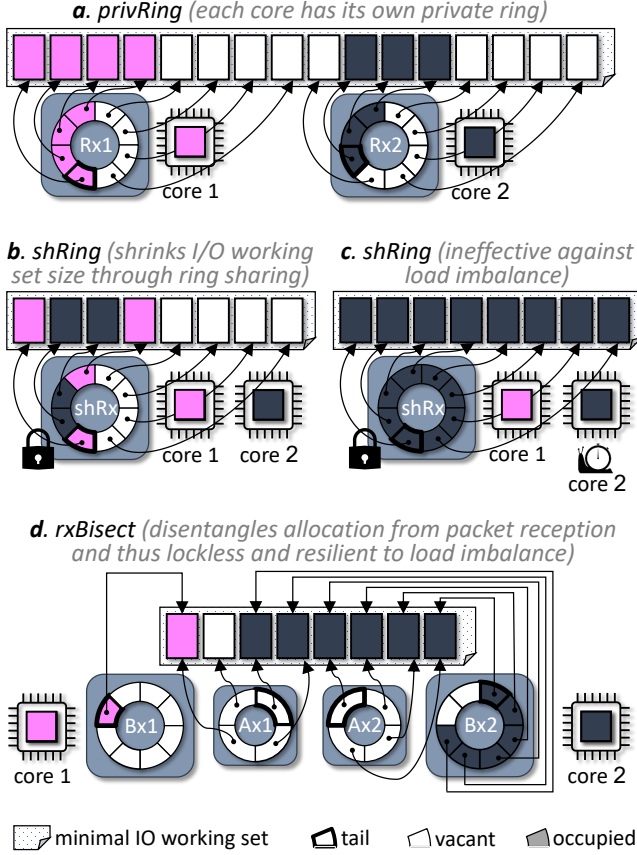 a. privRing (each core has its own private ring)
Rx1
core 1
Rx2
core 2
b. shRing (shrinks I/O working
set size through ring sharing)
shRx
core 1
core 2
c. shRing (ineffective against
load imbalance)
shRx
core 1
core 2
d. rxBisect (disentangles allocation from packet reception
and thus lockless and resilient to load imbalance)
core 1
Bx1
Ax1
Ax2
Bx2
core 2
minimal IO working set
tail
vacant
occupied